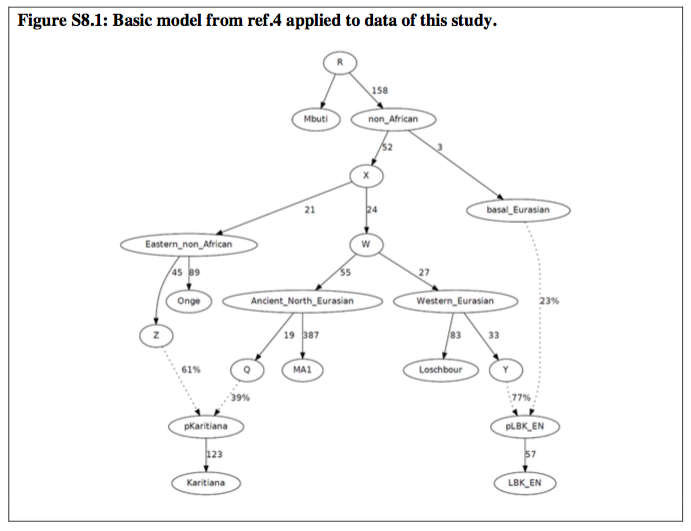 Figure S8.1: Basic model from ref.4 applied to data of this study.
R
158
Mbuti
non_African
52
3
X
21
24
basal_Eurasian
Eastern_non_African
W
45
89
55
27
Onge
Ancient_North_Eurasian
Western_Eurasian
23%
Z
19
387
83
33
61%
Q
MA1
Loschbour
Y
39%
77%
pKaritiana
pLBK_EN
123
57
Karitiana
LBK_EN